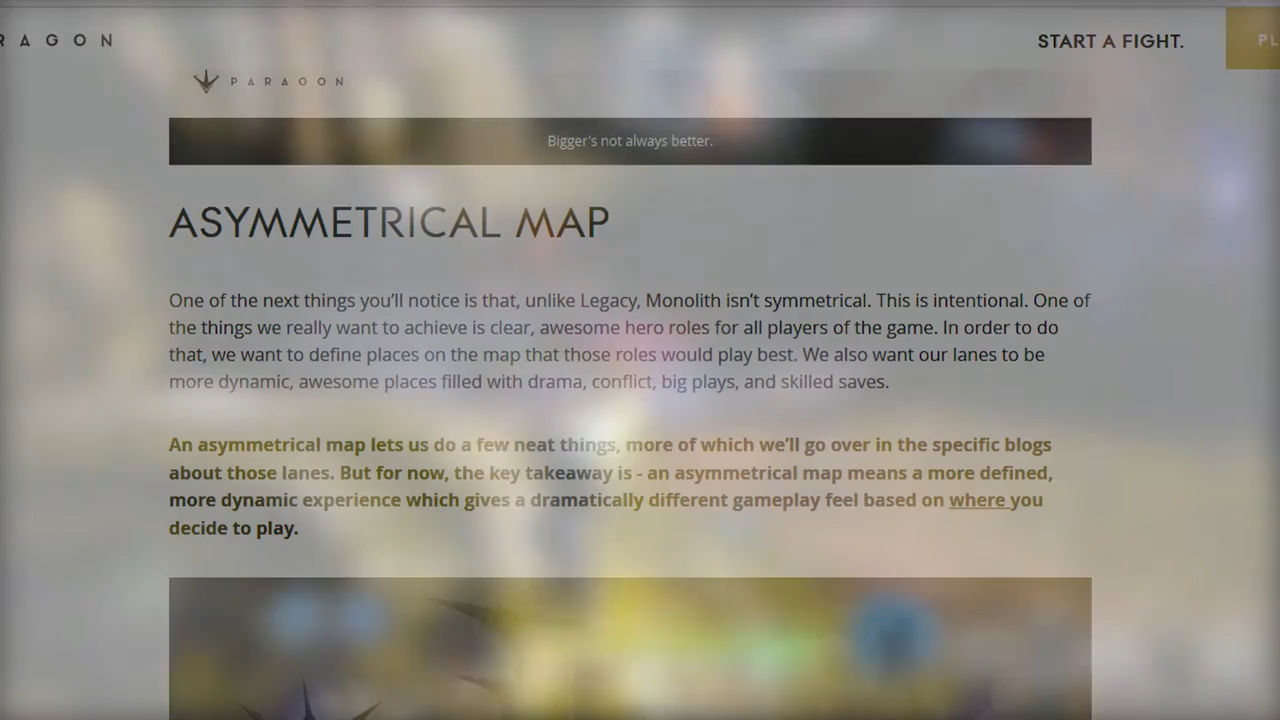 RAGON
START A FIGHT.
PL
PARAGON
Bigger's not always better.
ASYMMETRICAL MAP
One of the next things you'll notice is that, unlike Legacy, Monolith isn't symmetrical. This is intentional. One of
the things we really want to achieve is clear, awesome hero roles for all players of the game. In order to do
that, we want to define places on the map that those roles would play best. We also want our lanes to be
more dynamic, awesome places filled with drama, conflict, big plays, and skilled saves.
An asymmetrical map lets us do a few neat things, more of which we'll go over in the specific blogs
about those lanes. But for now, the key takeaway is - an asymmetrical map means a more defined,
more dynamic experience which gives a dramatically different gameplay feel based on where you
decide to play.